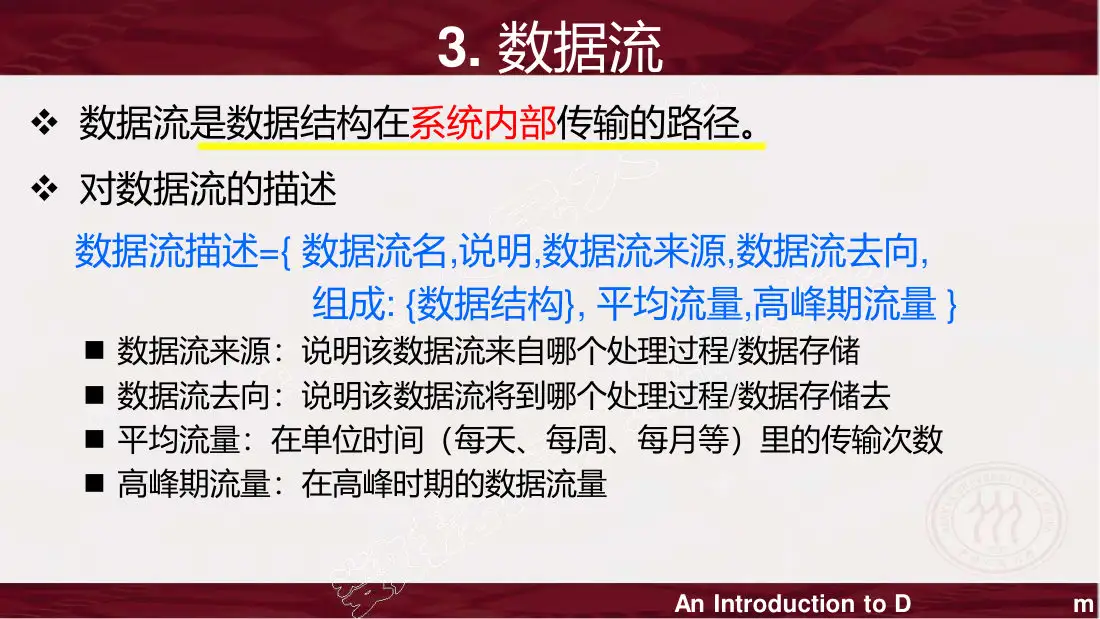 3. 数据流
❖ 数据流是数据结构在系统内部传输的路径。
❖ 对数据流的描述
数据流描述={ 数据流名,说明,数据流来源,数据流去向,
组成: {数据结构}, 平均流量,高峰期流量 }
■ 数据流来源：说明该数据流来自哪个处理过程/数据存储
■ 数据流去向：说明该数据流将到哪个处理过程/数据存储去
■ 平均流量：在单位时间（每天、每周、每月等）里的传输次数
■ 高峰期流量：在高峰时期的数据流量
An Introduction to D m